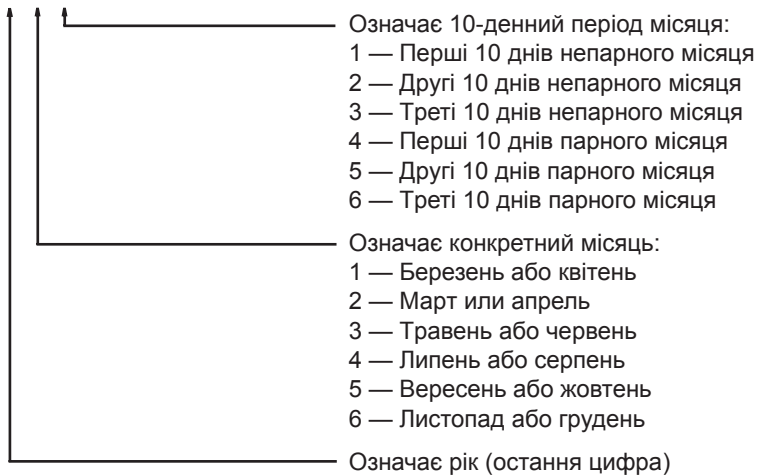 Означає 10-денний період місяця:
1 — Перші 10 днів непарного місяця
2 — Другі 10 днів непарного місяця
3 — Треті 10 днів непарного місяця
4 — Перші 10 днів парного місяця
5 — Другі 10 днів парного місяця
6 — Треті 10 днів парного місяця
Означає конкретний місяць:
1 — Березень або квітень
2 — Март или апрель
3 — Травень або червень
4 — Липень або серпень
5 — Вересень або жовтень
6 — Листопад або грудень
Означає рік (остання цифра)